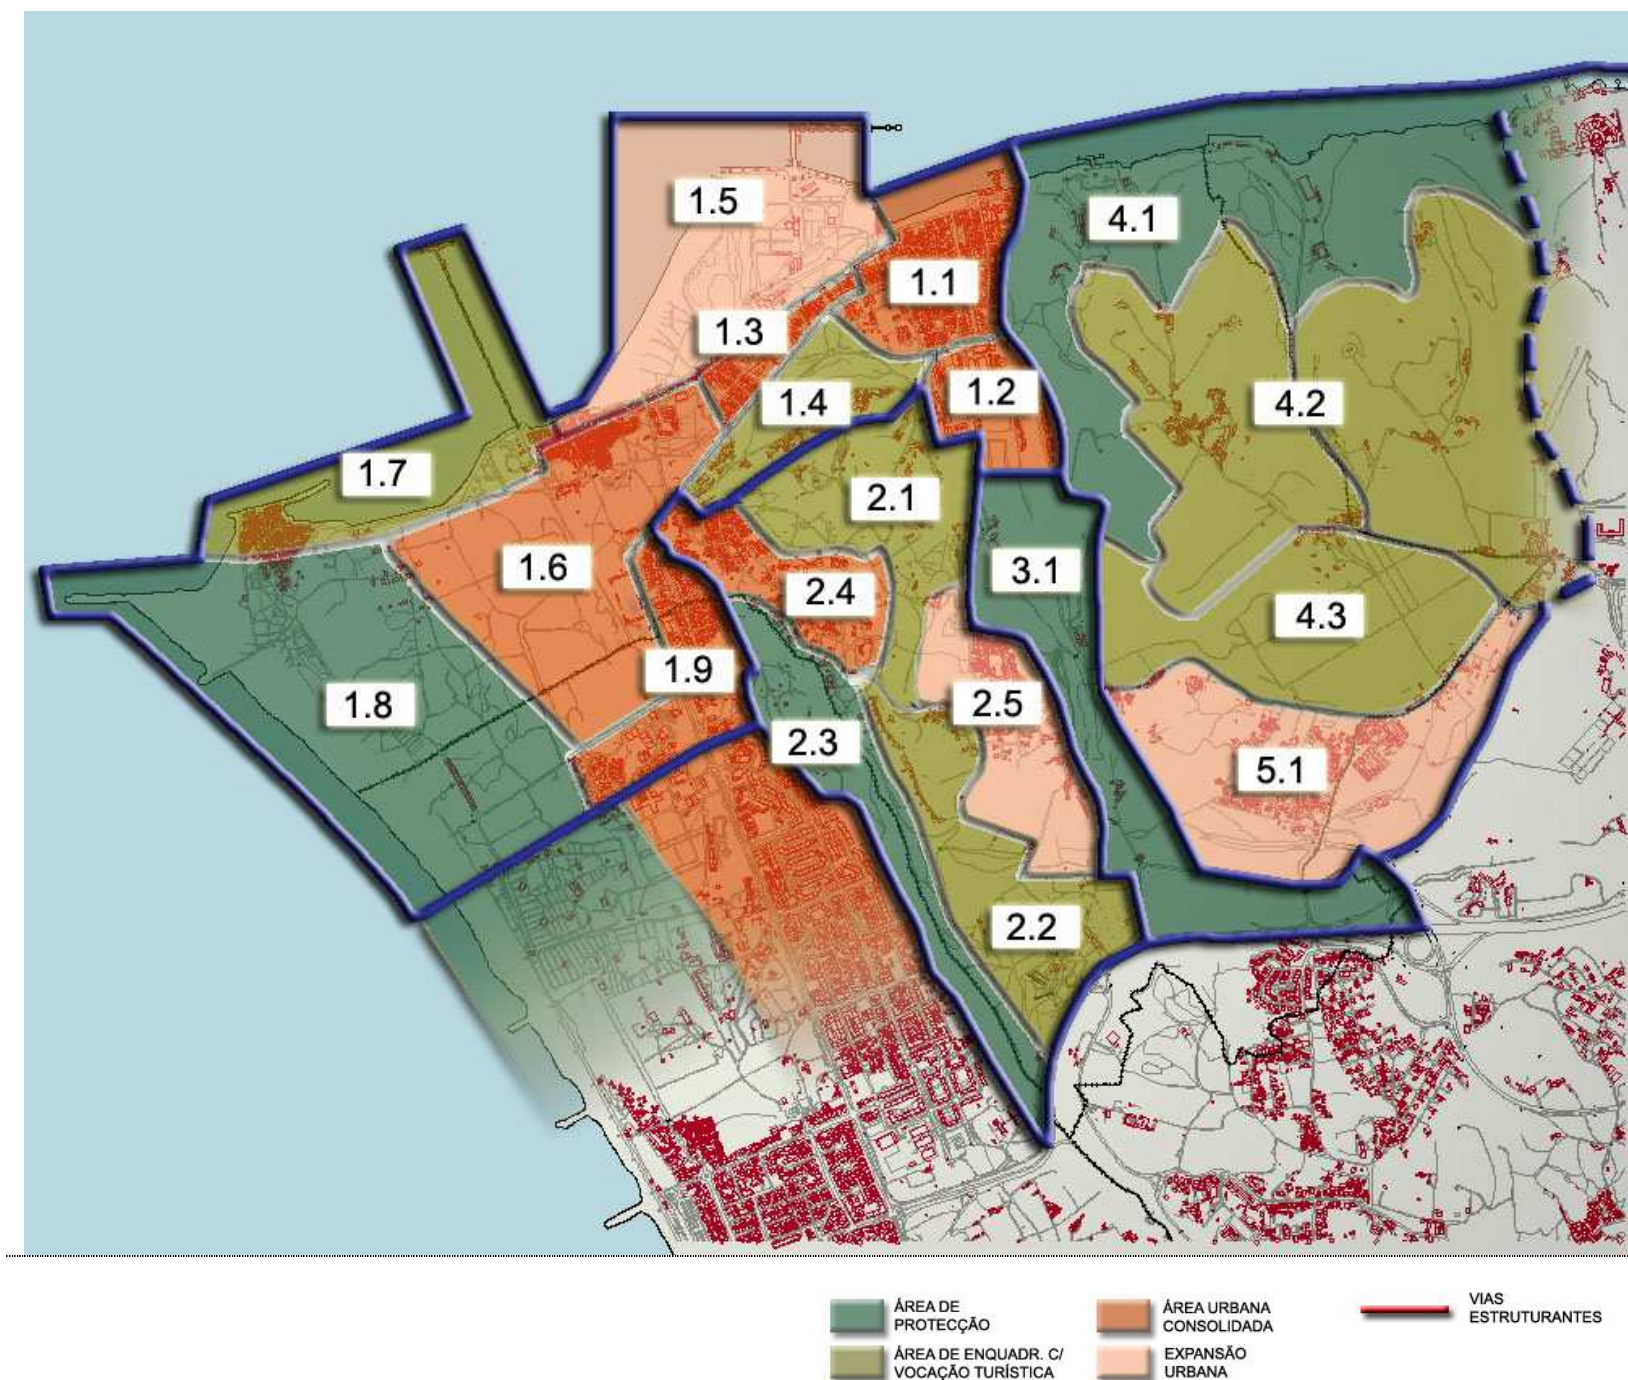 1.5
4.1
1.1
1.3
1.2
1.4
4.2
1.7
2.1
1.6
3.1
2.4
4.3
1.9
1.8
2.5
2.3
5.1
2.2
ÁREA DE
PROTECÇÃO
ÁREA URBANA
CONSOLIDADA
VIAS
ESTRUTURANTES
ÁREA DE ENQUADR. C/
VOCAÇÃO TURÍSTICA
EXPANSÃO
URBANA